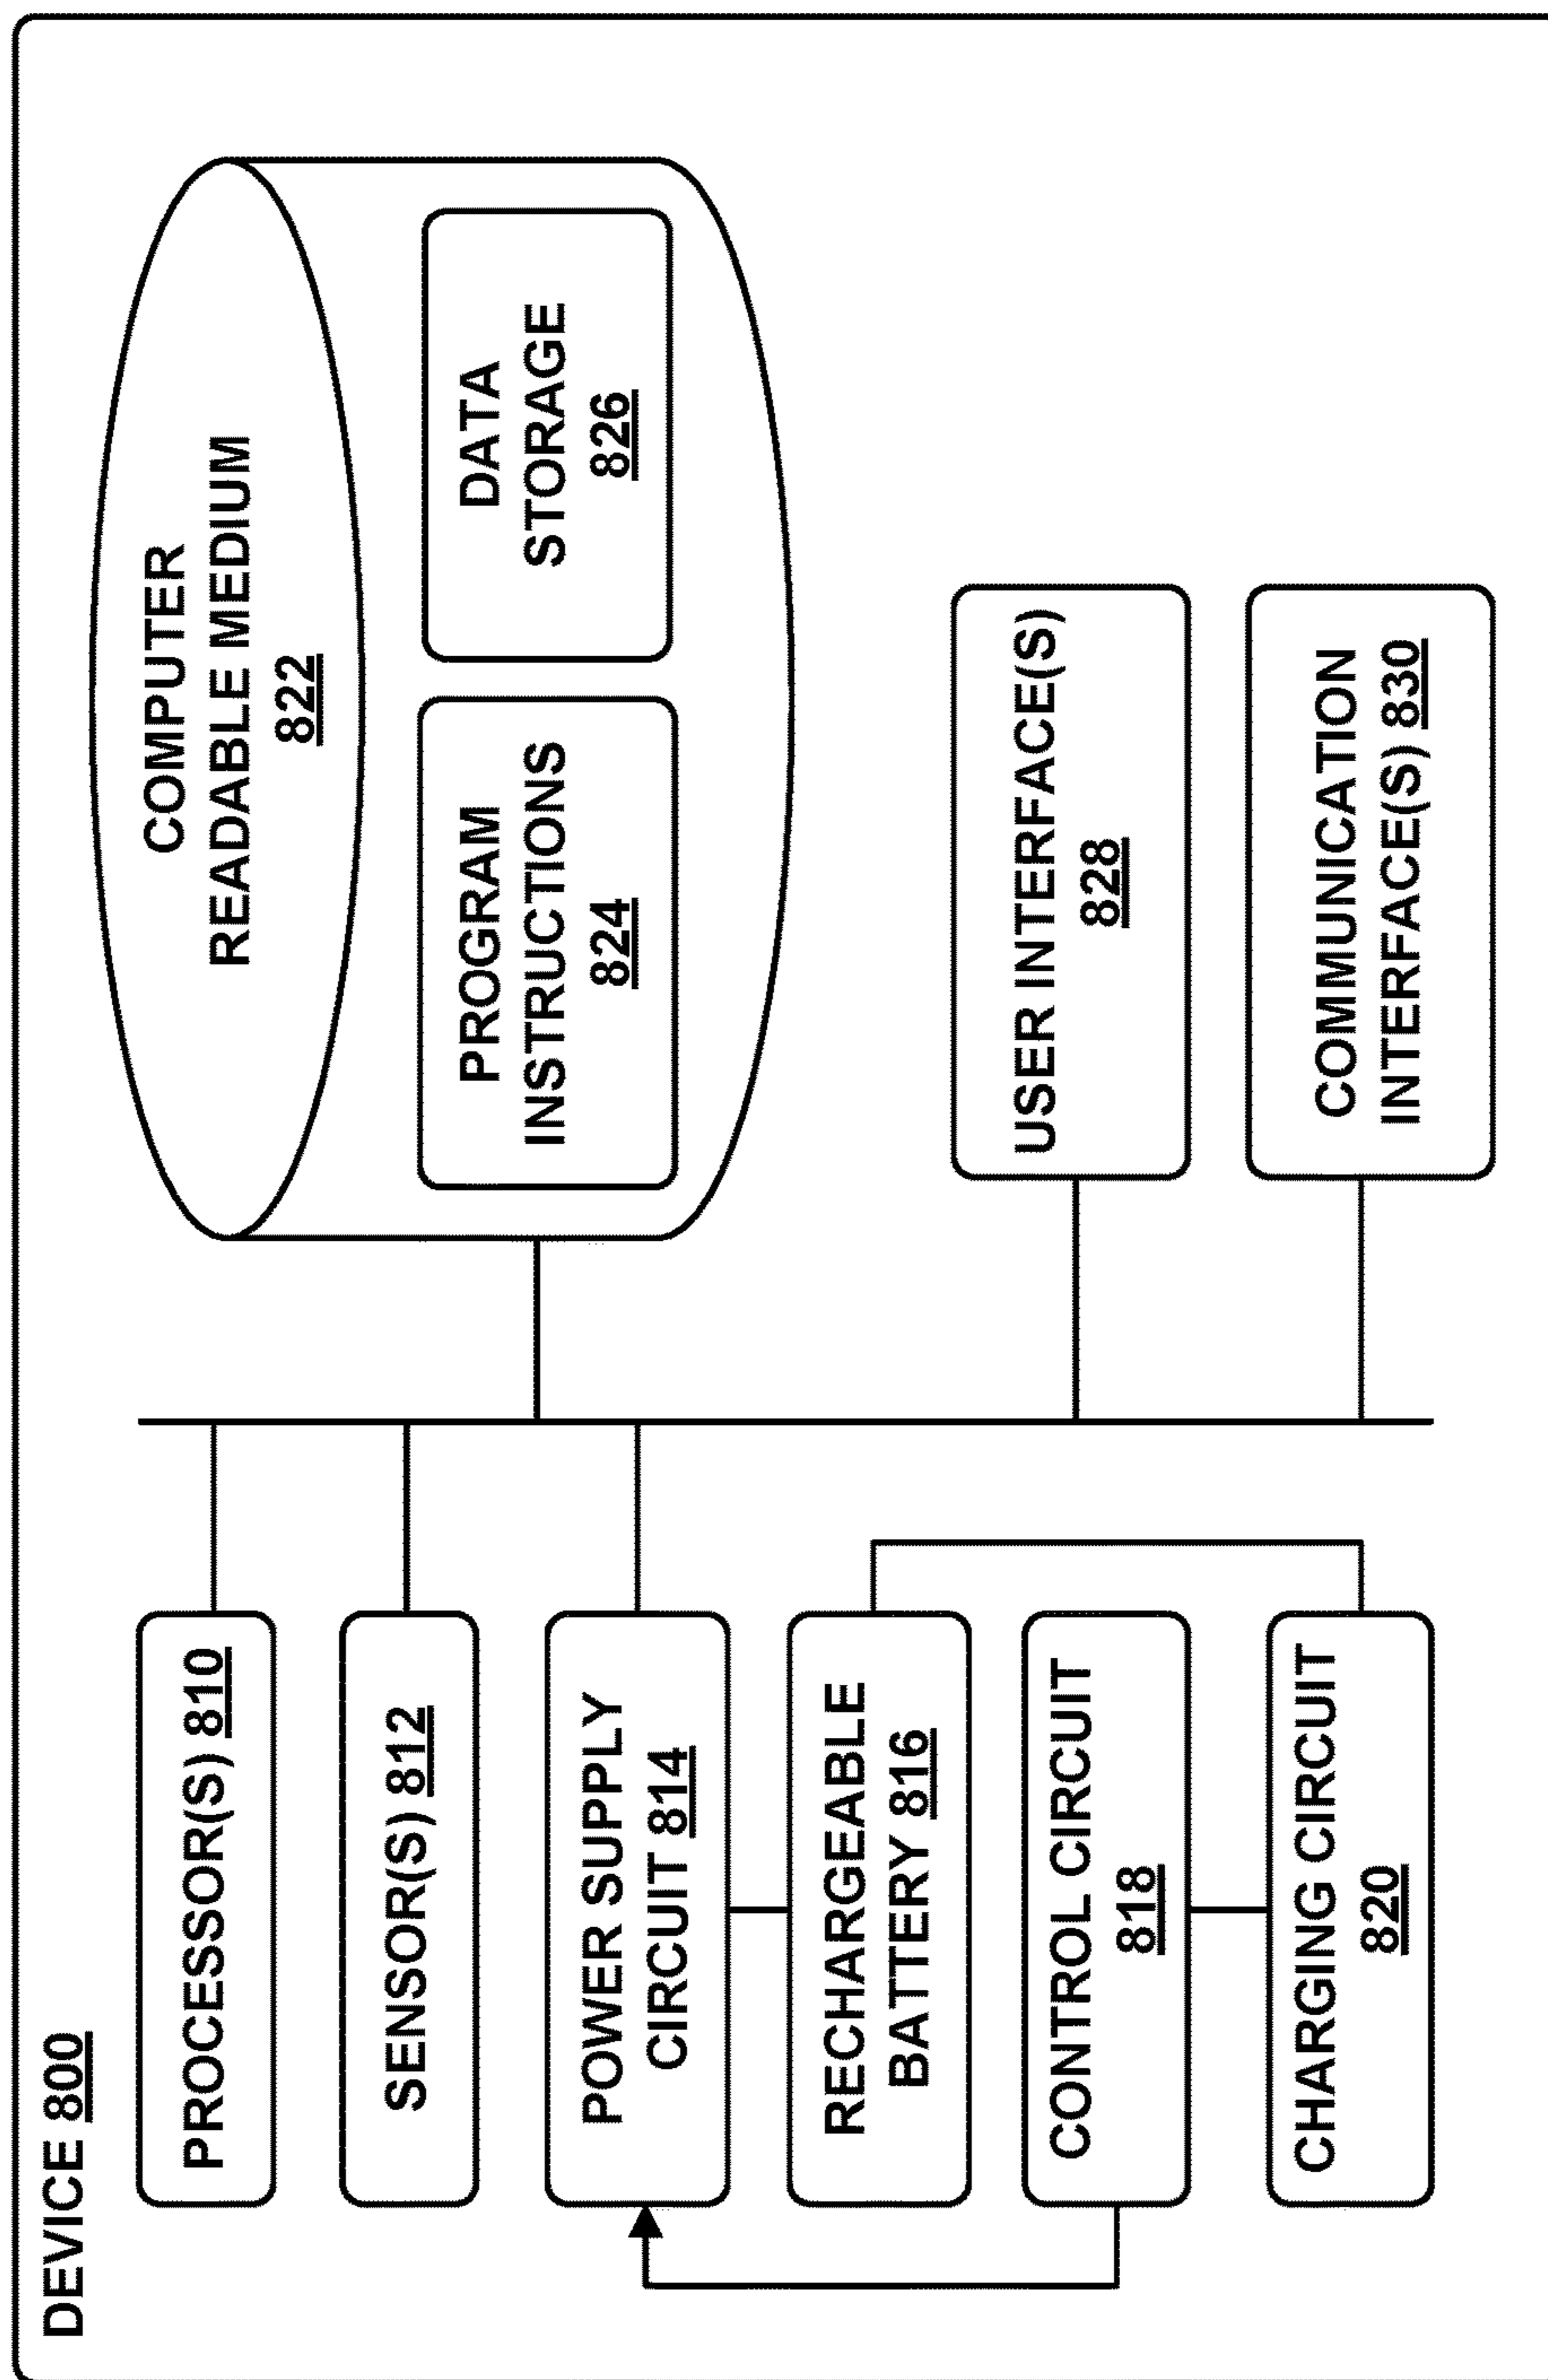 DEVICE 800
PROCESSOR(S) 810
SENSOR(S) 812
POWER SUPPLY
CIRCUIT 814
RECHARGEABLE
BATTERY 816
CONTROL CIRCUIT
818
CHARGING CIRCUIT
820
COMPUTER
READABLE MEDIUM
822
PROGRAM
INSTRUCTIONS
824
DATA
STORAGE
826
USER INTERFACE(S)
828
COMMUNICATION
INTERFACE(S) 830